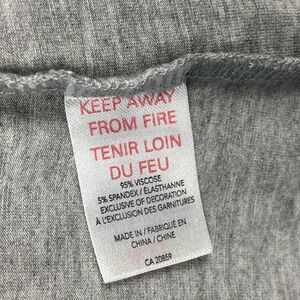 KEEP AWAY
FROM FIRE
TENIR LOIN
DU FEU
95% VISCOSE
5% SPANDEX / ÉLASTHANNE
EXCLUSIVE OF DECORATION
À L'EXCLUSION DES GARNITURES
MADE IN / FABRIQUE EN
CHINA / CHINE
CA 20859